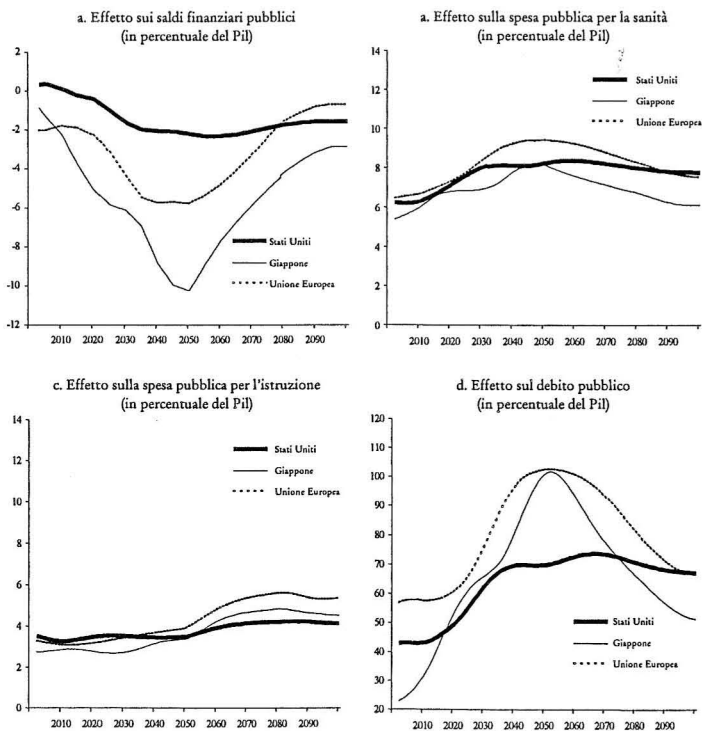 a. Effetto sui saldi finanziari pubblici
(in percentuale del Pil)
2
0
-2
-4
-6
-8
-10
-12
Stati Uniti
Giappone
Unione Europea
2010 2020 2030 2040 2050 2060 2070 2080 2090
a. Effetto sulla spesa pubblica per la sanità
(in percentuale del Pil)
14
12
10
8
6
4
2
0
Stati Uniti
Giappone
Unione Europea
2010 2020 2030 2040 2050 2060 2070 2080 2090
c. Effetto sulla spesa pubblica per l'istruzione
(in percentuale del Pil)
14
12
10
8
6
4
2
0
Stati Uniti
Giappone
Unione Europea
2010 2020 2030 2040 2050 2060 2070 2080 2090
d. Effetto sul debito pubblico
(in percentuale del Pil)
120
100
90
80
70
60
50
40
30
20
Stati Uniti
Giappone
Unione Europea
2010 2020 2030 2040 2050 2060 2070 2080 2090